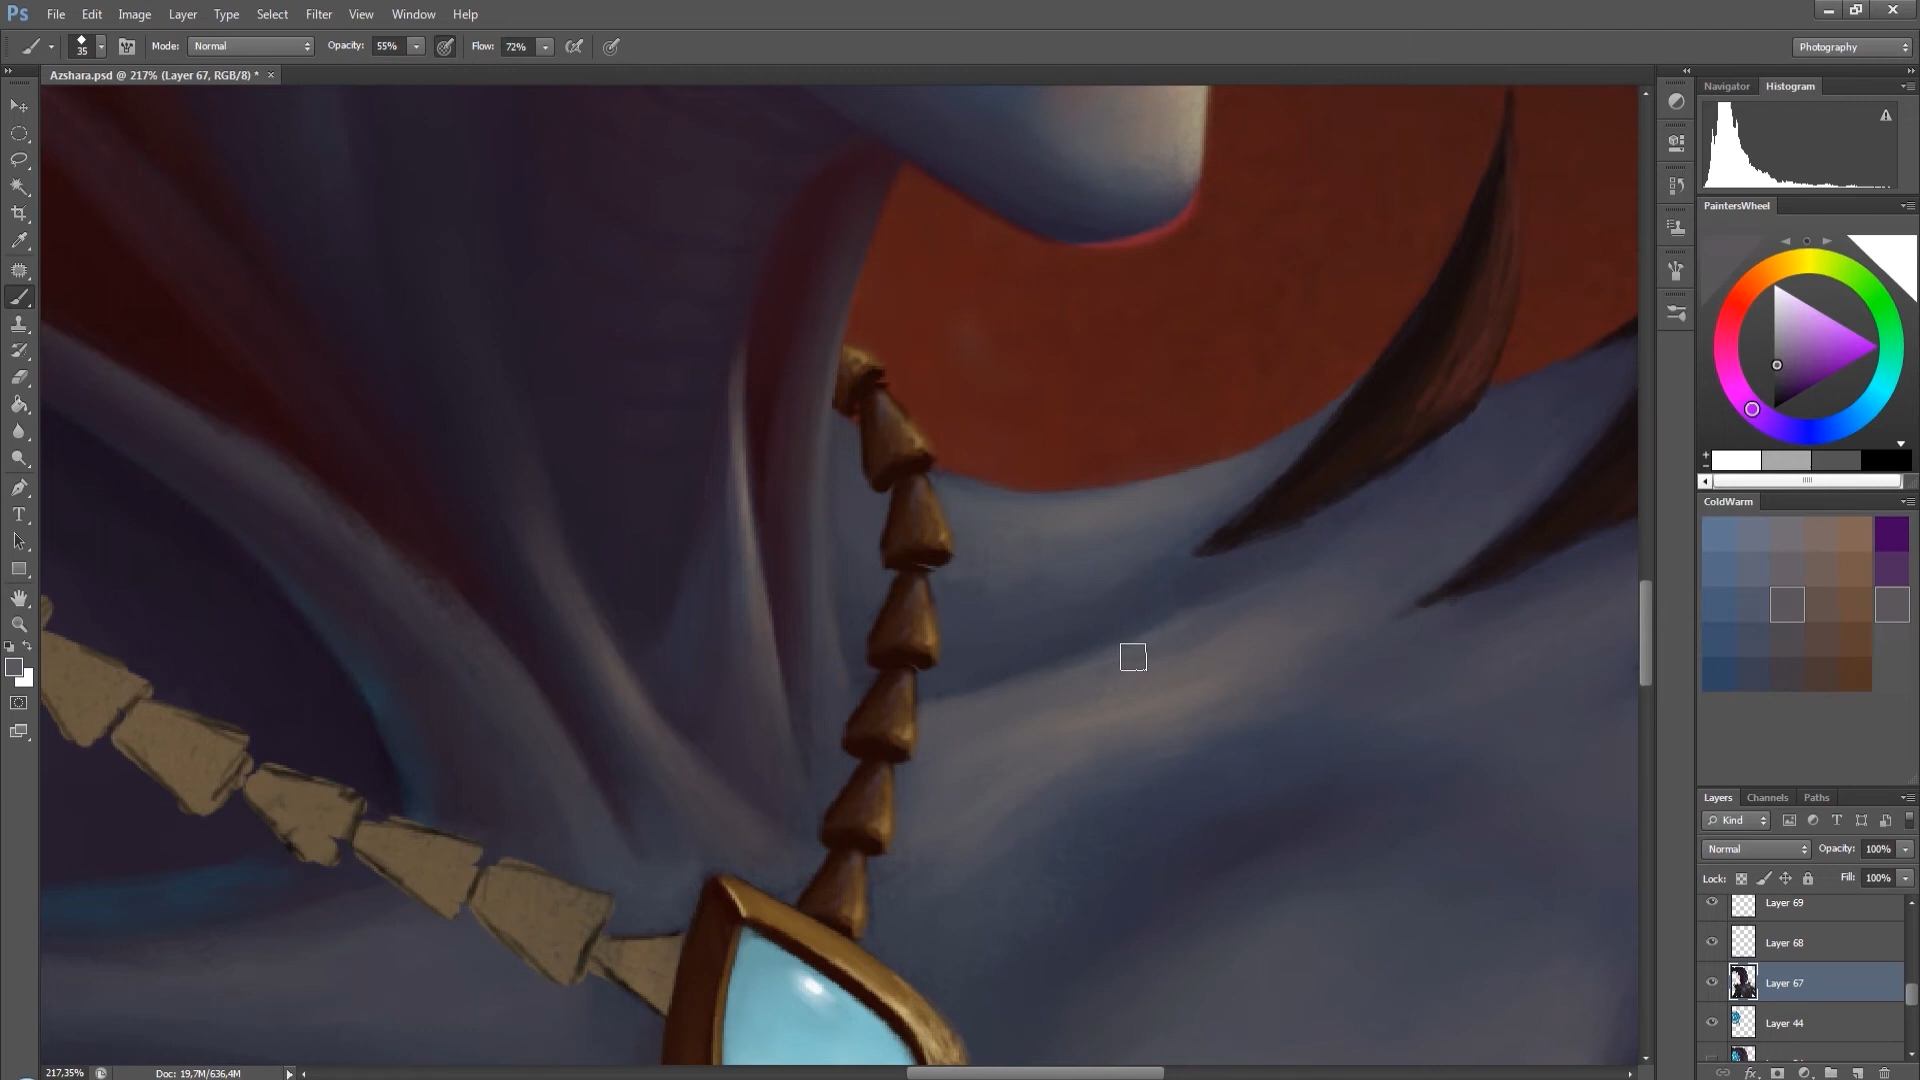 Ps File Edit Image Layer Type Select Filter 3D View Window Help
35 Mode: Normal Opacity: 55% Flow: 72% Photography
Azshara.psd @ 217% (Layer 67, RGB/8) * ×
Navigator Histogram
PaintersWheel
ColdWarm
Layers Channels Paths
Kind
Normal Opacity: 100%
Lock: Fill: 100%
Layer 69
Layer 68
Layer 67
Layer 44
217,35% Doc: 19,7M/636,4M